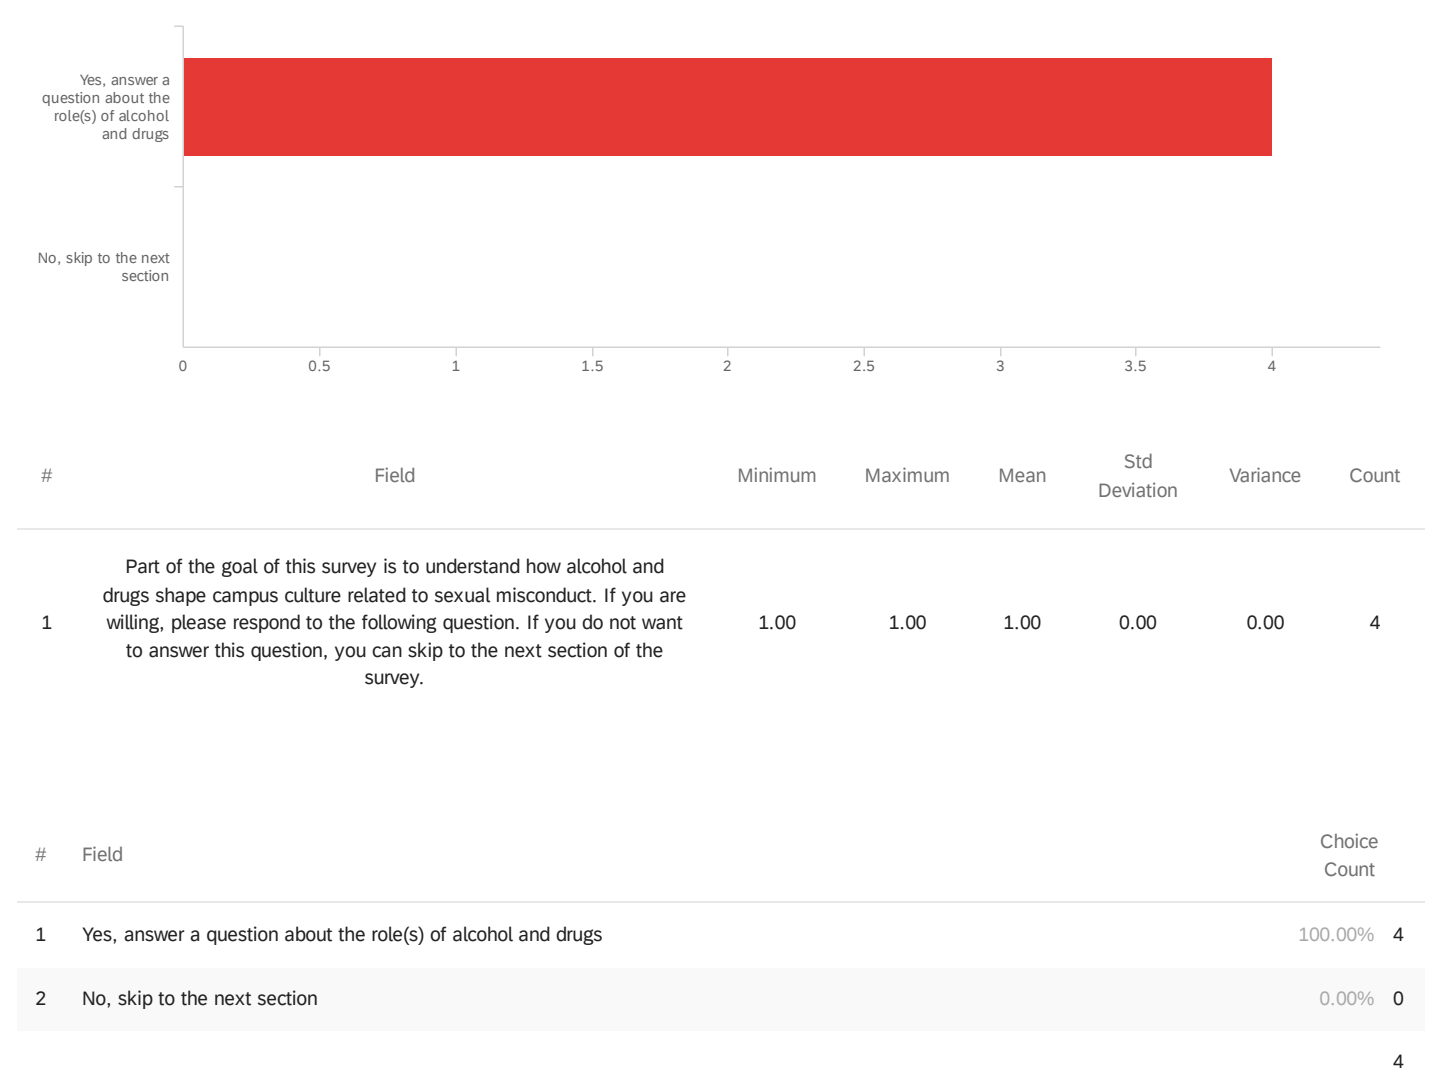 Yes, answer a
question about the
role(s) of alcohol
and drugs
No, skip to the next
section
0 0.5 1 1.5 2 2.5 3 3.5 4
# Field Minimum Maximum Mean Std Deviation Variance Count
Part of the goal of this survey is to understand how alcohol and
drugs shape campus culture related to sexual misconduct. If you are
1 willing, please respond to the following question. If you do not want 1.00 1.00 1.00 0.00 0.00 4
to answer this question, you can skip to the next section of the
survey.
# Field Choice Count
1 Yes, answer a question about the role(s) of alcohol and drugs 100.00% 4
2 No, skip to the next section 0.00% 0
4